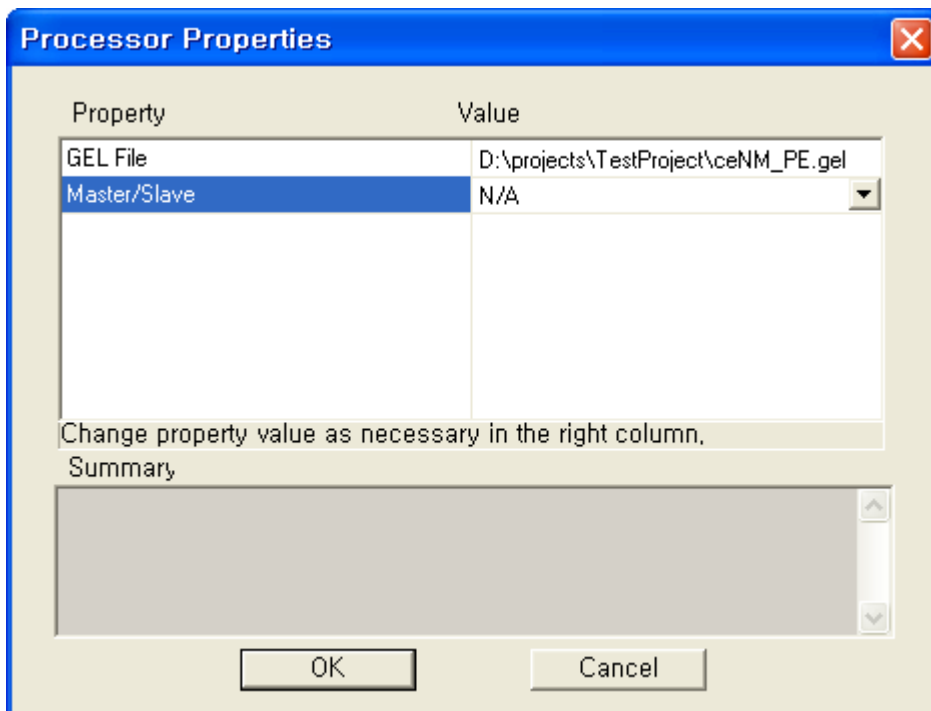 Processor Properties
Property Value
GEL File D:\projects\TestProject\ceNM_PE.gel
Master/Slave N/A
Change property value as necessary in the right column,
Summary
OK Cancel